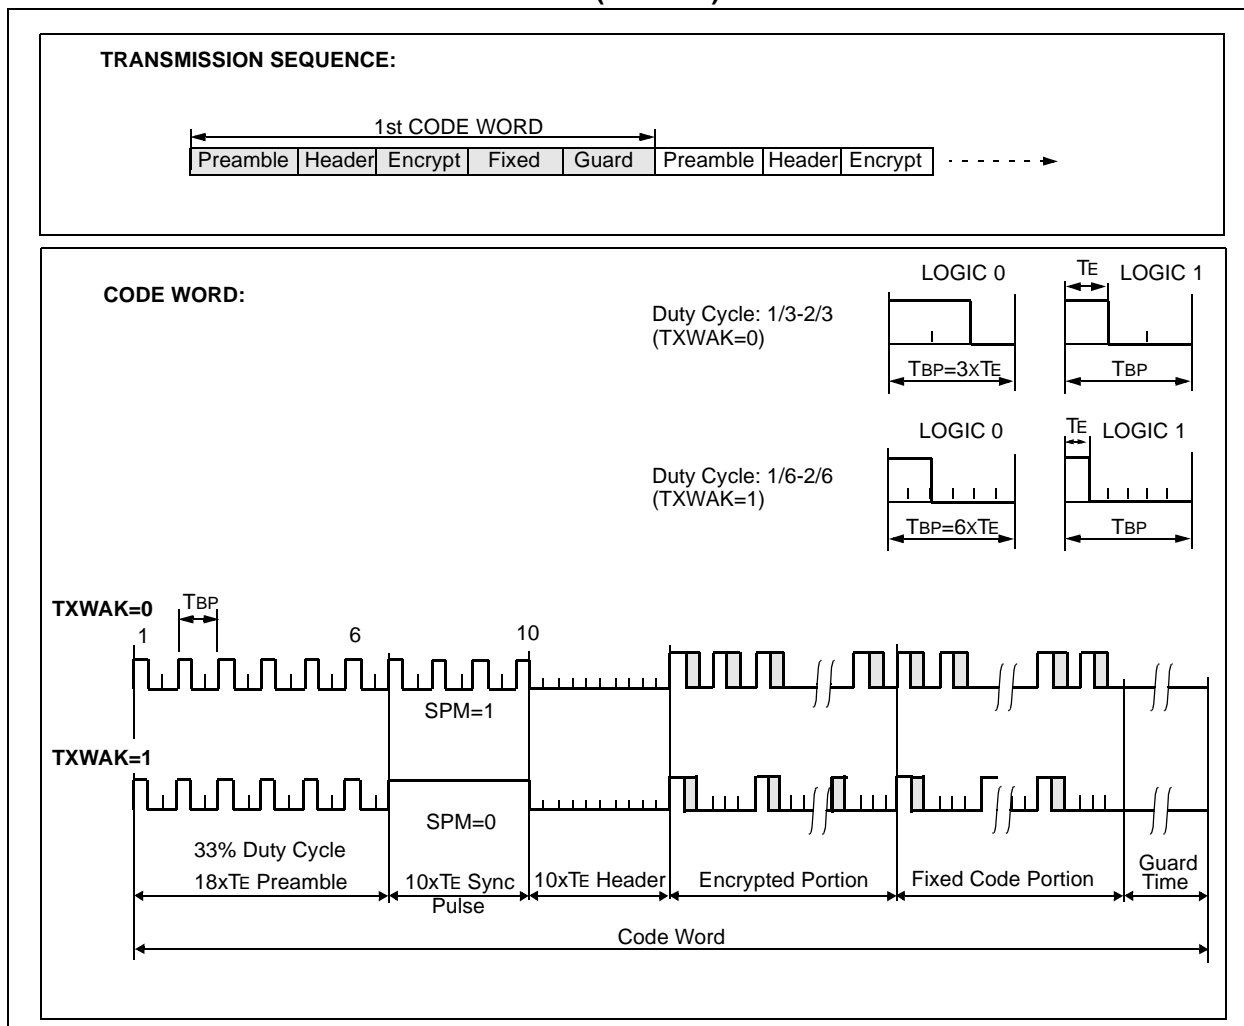 TRANSMISSION SEQUENCE:
1st CODE WORD
Preamble Header Encrypt Fixed Guard Preamble Header Encrypt
CODE WORD:
LOGIC 0 TE LOGIC 1
Duty Cycle: 1/3-2/3
(TXWAK=0)
TBP=3XTE TBP
LOGIC 0 TE LOGIC 1
Duty Cycle: 1/6-2/6
(TXWAK=1)
TBP=6XTE TBP
TXWAK=0 TBP
1 6 10
SPM=1
TXWAK=1
SPM=0
33% Duty Cycle
18xTE Preamble
10xTE Sync
Pulse
10xTE Header
Encrypted Portion
Fixed Code Portion
Guard
Time
Code Word